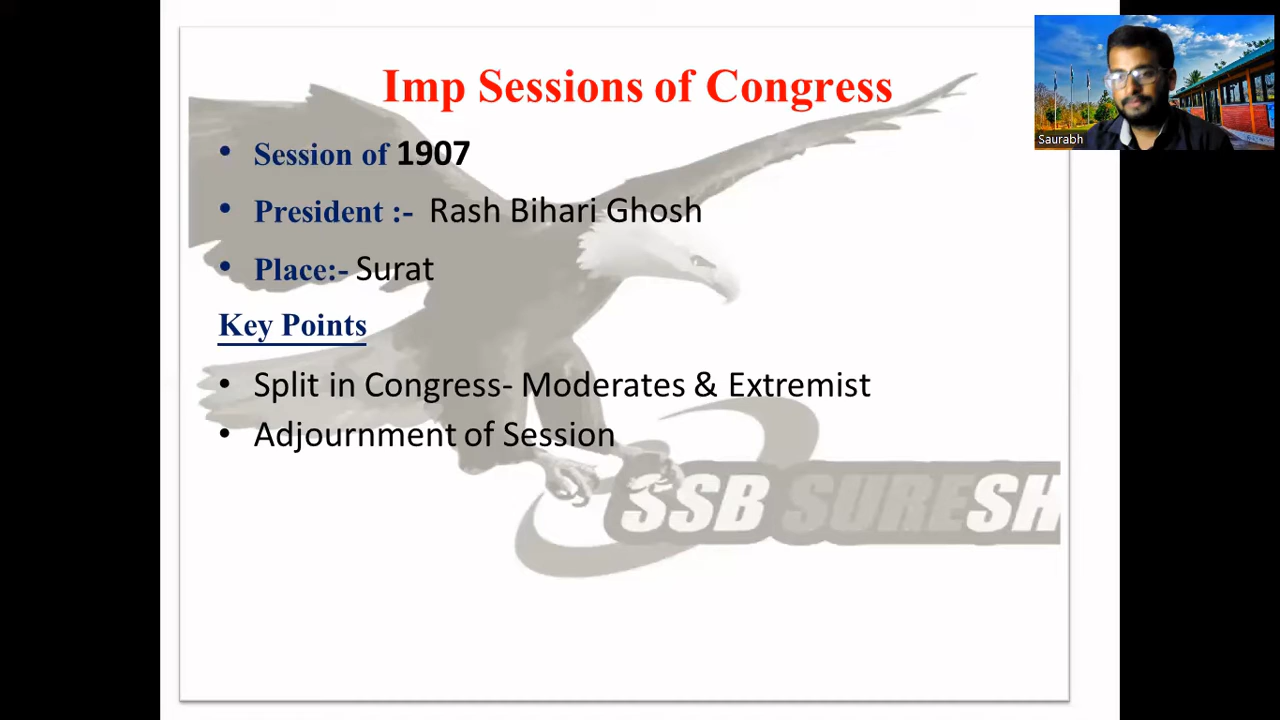 Imp Sessions of Congress
Saurabh
• Session of 1907
• President :- Rash Bihari Ghosh
• Place:- Surat
Key Points
• Split in Congress- Moderates & Extremist
• Adjournment of Session
SSB SURESH